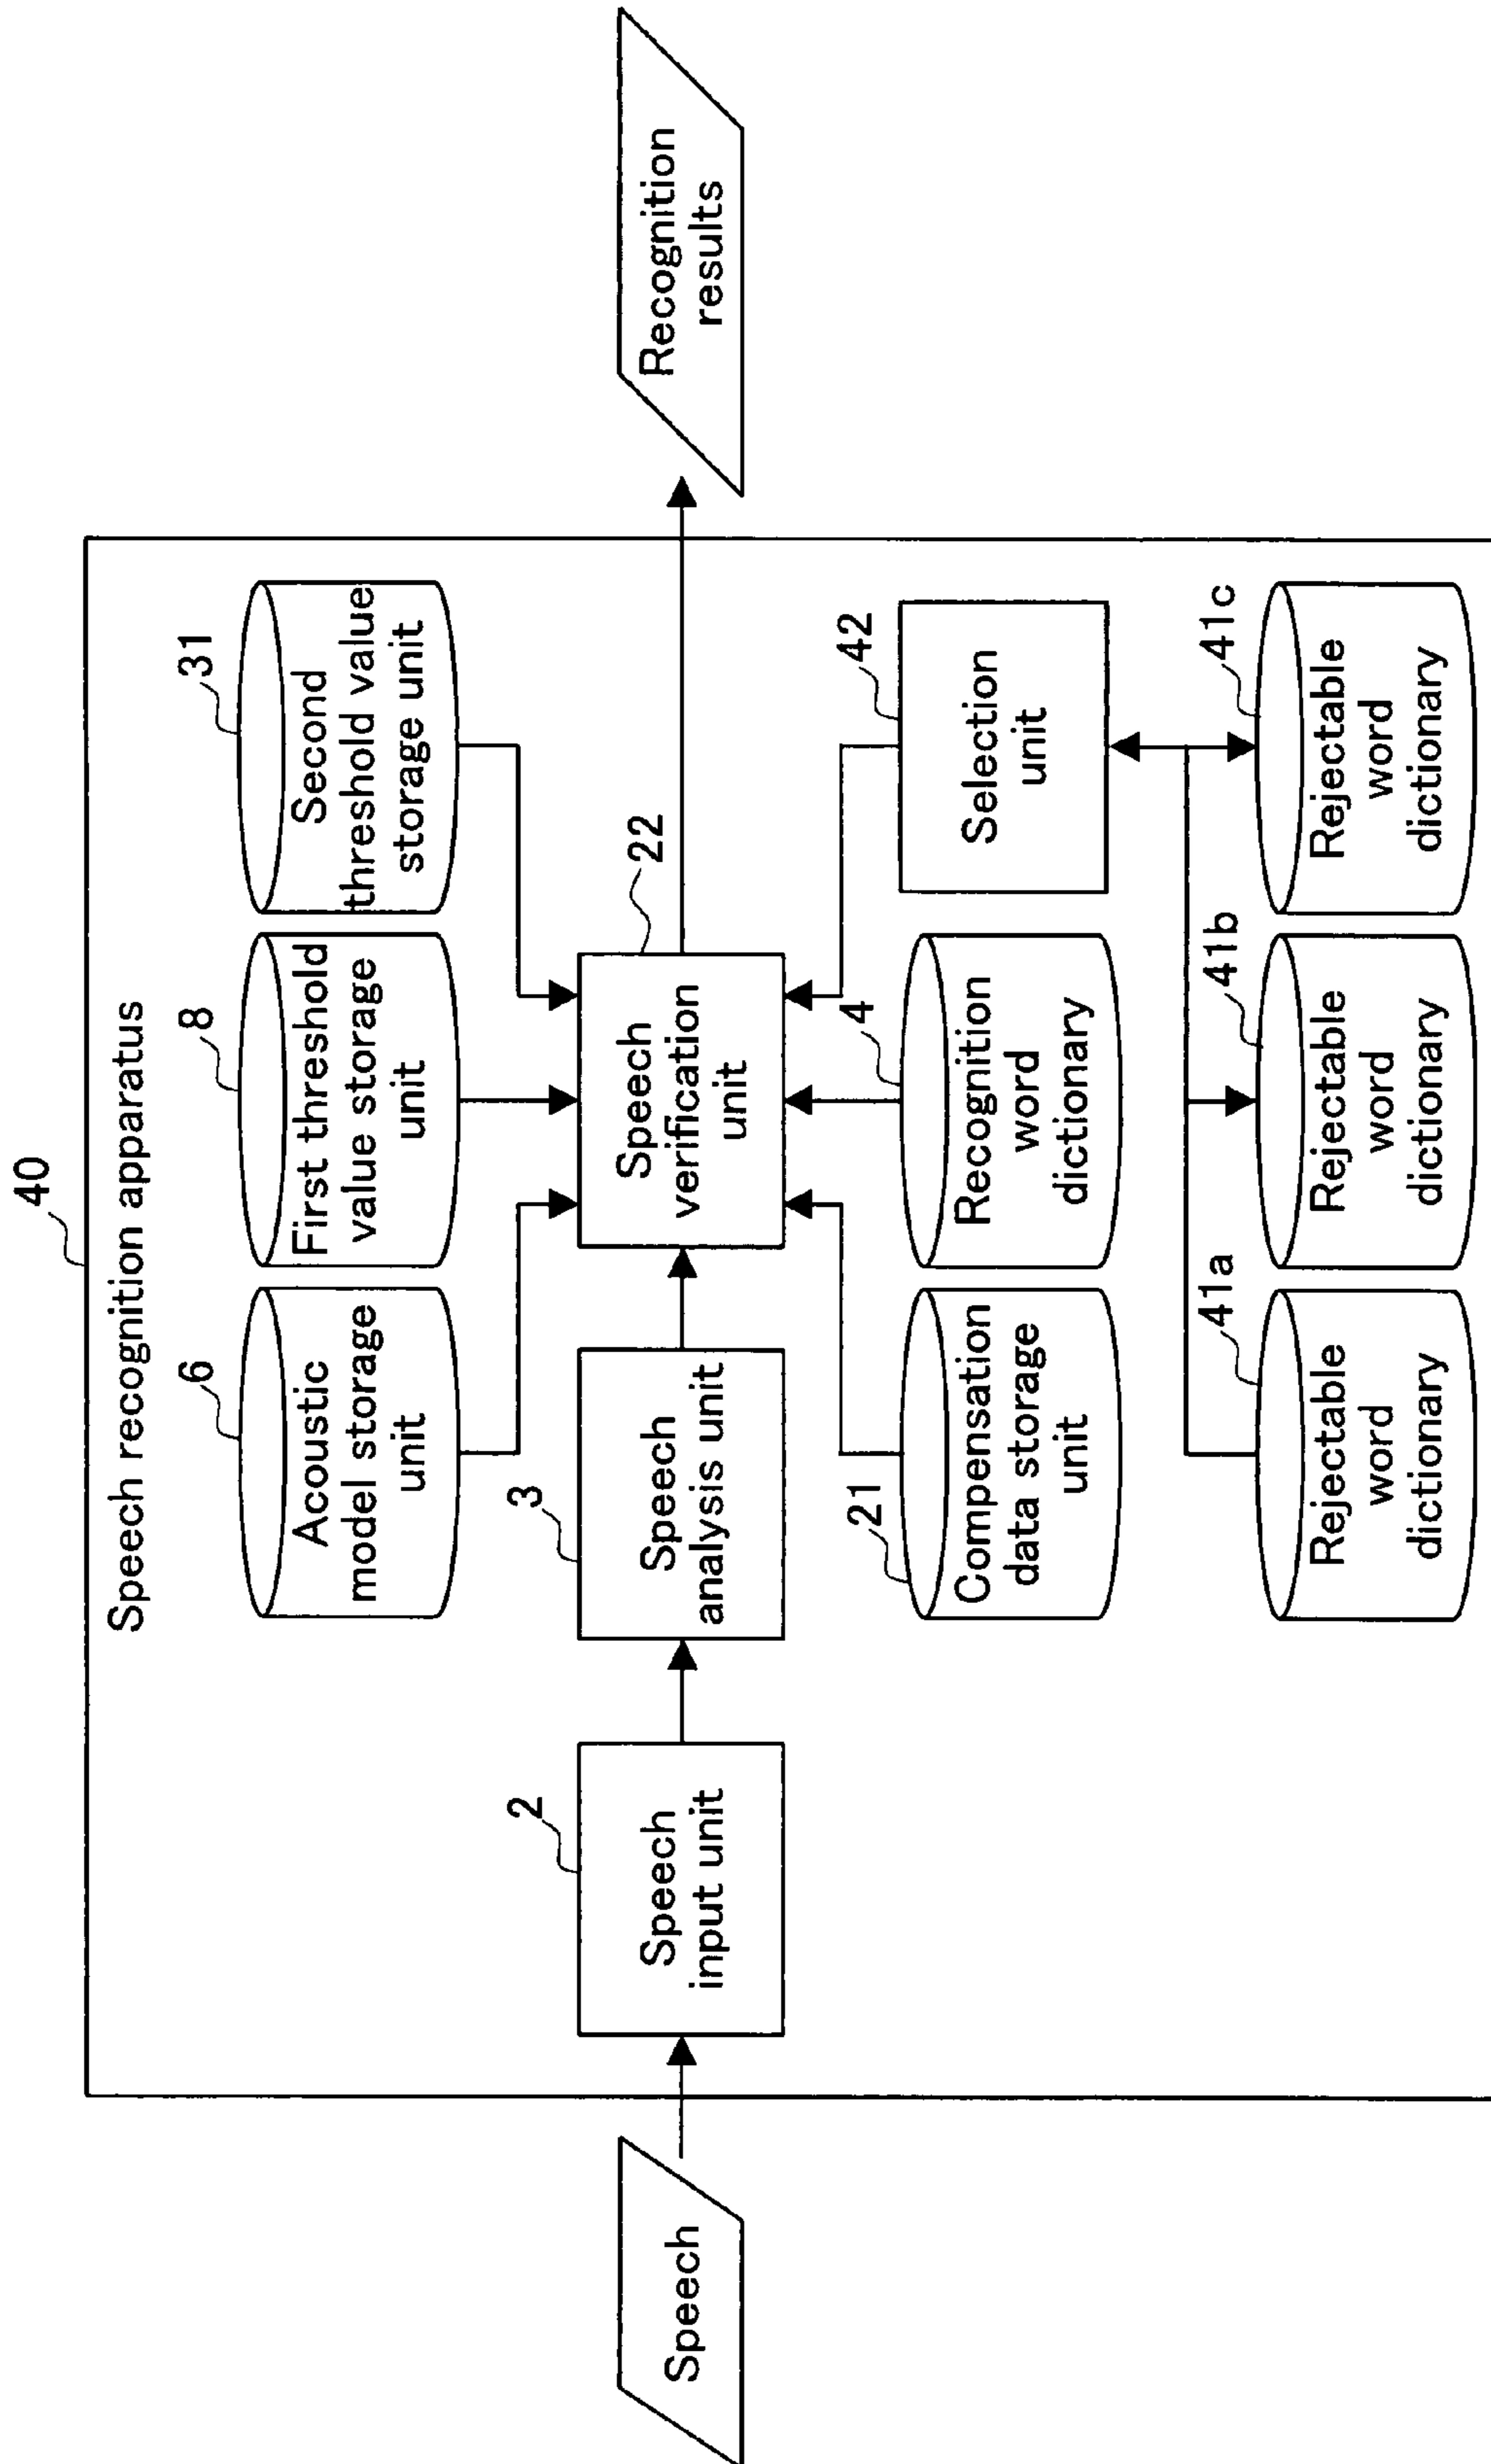 40
Speech recognition apparatus
6
Acoustic
model storage
unit
8
First threshold
value storage
unit
31
Second
threshold value
storage unit
Speech
2
Speech
input unit
3
Speech
analysis unit
22
Speech
verification
unit
Recognition
results
21
Compensation
data storage
unit
4
Recognition
word
dictionary
42
Selection
unit
41a
Rejectable
word
dictionary
41b
Rejectable
word
dictionary
41c
Rejectable
word
dictionary